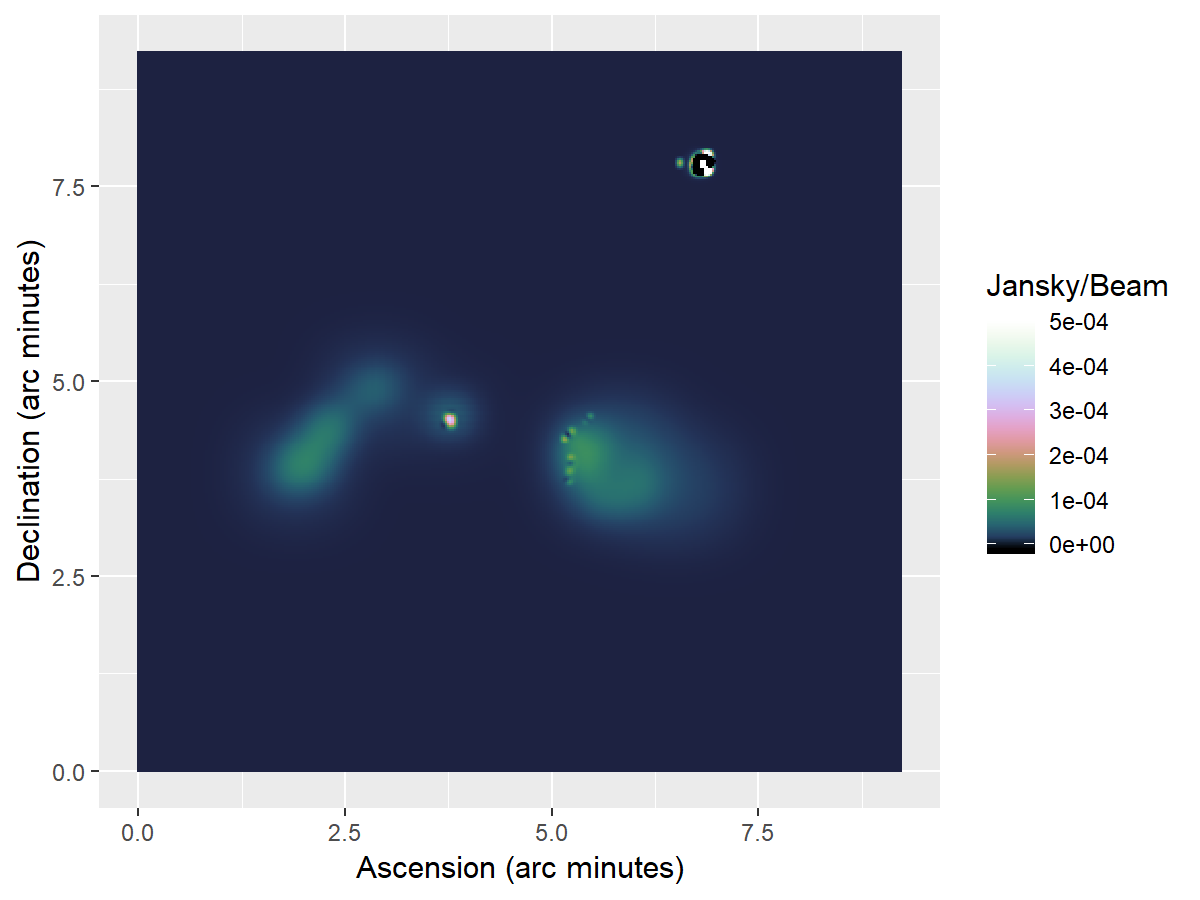 Declination (arc minutes)
7.5
5.0
2.5
0.0
0.0 2.5 5.0 7.5
Ascension (arc minutes)
Jansky/Beam
5e-04
4e-04
3e-04
2e-04
1e-04
0e+00